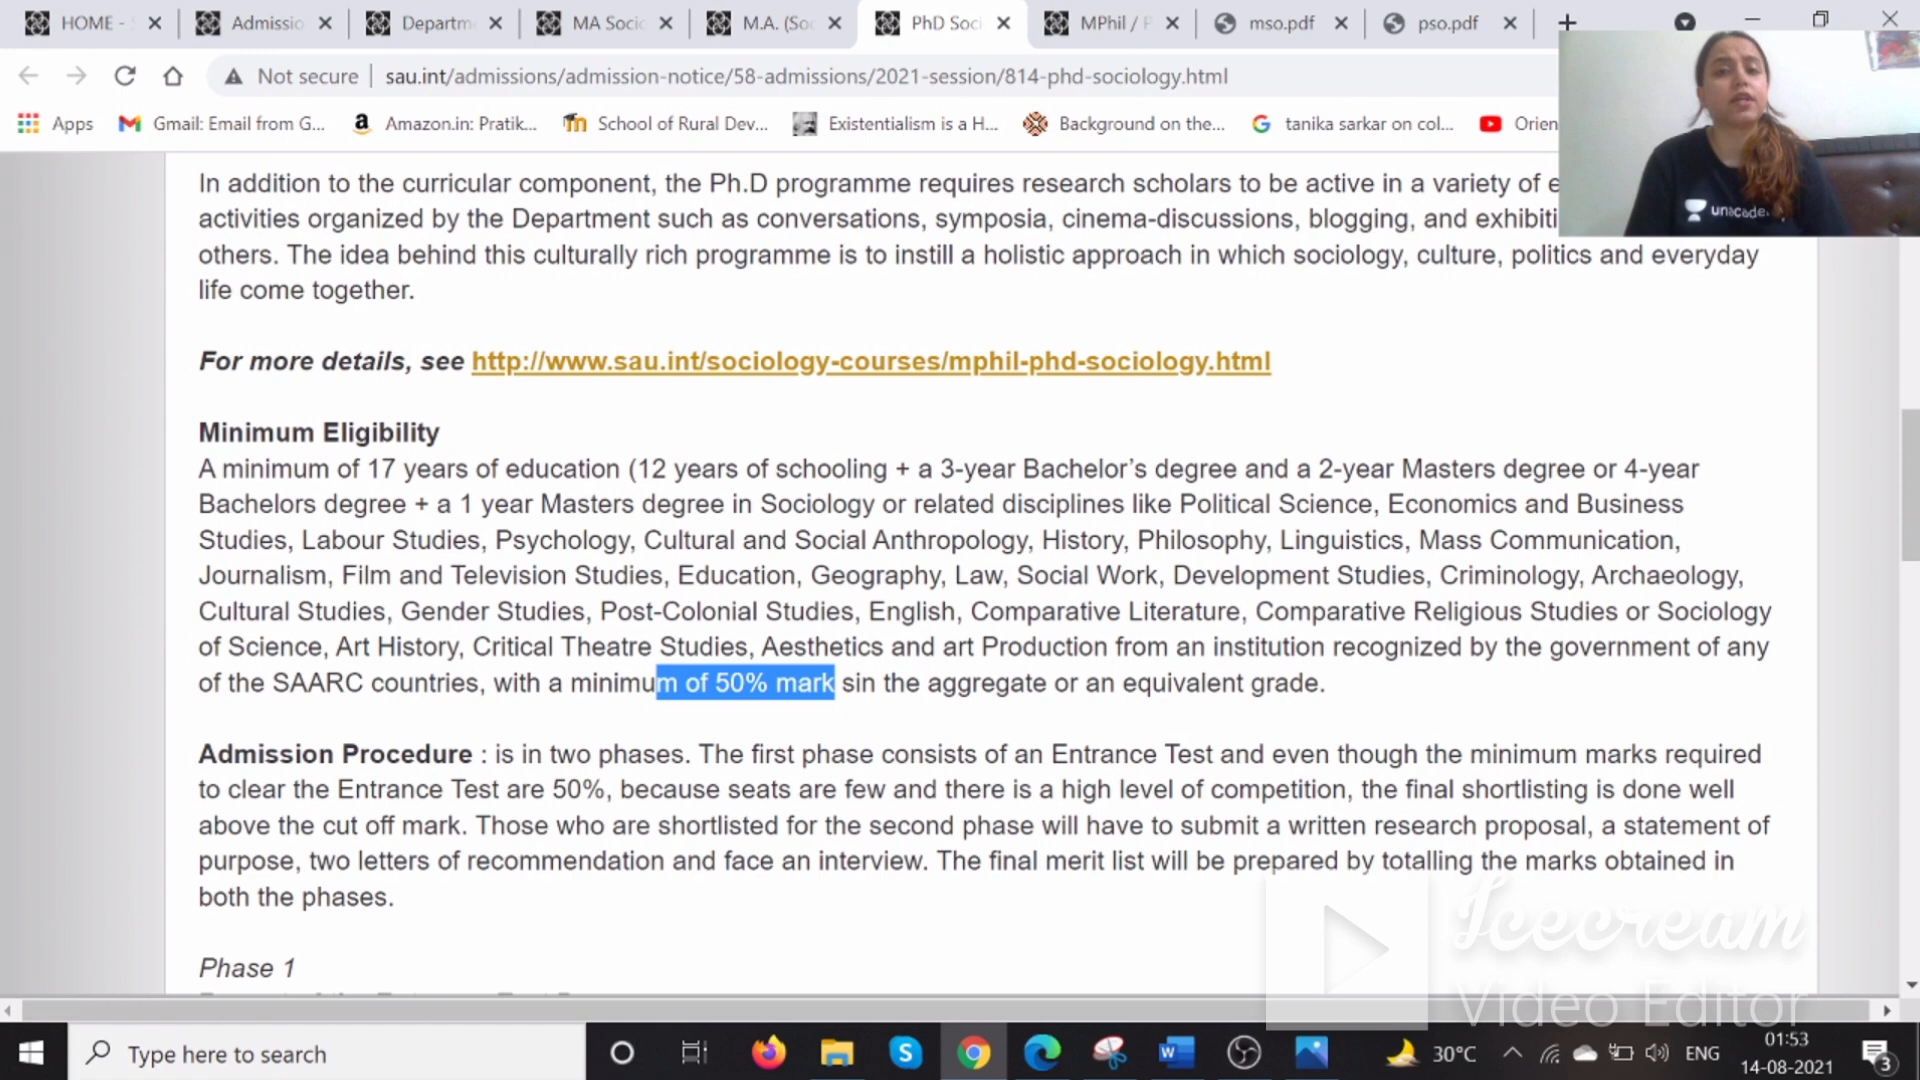 HOME -
Admissio
Departm
MA Socio
M.A. (So
PhD Soci
MPhil / P
mso.pdf
pso.pdf
Not secure
sau.int/admissions/admission-notice/58-admissions/2021-session/814-phd-sociology.html
Apps
Gmail: Email from G...
Amazon.in: Pratik...
School of Rural Dev...
Existentialism is a H...
Background on the...
tanika sarkar on col...
Orien
unacade
In addition to the curricular component, the Ph.D programme requires research scholars to be active in a variety of e
activities organized by the Department such as conversations, symposia, cinema-discussions, blogging, and exhibiti
others. The idea behind this culturally rich programme is to instill a holistic approach in which sociology, culture, politics and everyday
life come together.
For more details, see http://www.sau.int/sociology-courses/mphil-phd-sociology.html
Minimum Eligibility
A minimum of 17 years of education (12 years of schooling + a 3-year Bachelor's degree and a 2-year Masters degree or 4-year
Bachelors degree + a 1 year Masters degree in Sociology or related disciplines like Political Science, Economics and Business
Studies, Labour Studies, Psychology, Cultural and Social Anthropology, History, Philosophy, Linguistics, Mass Communication,
Journalism, Film and Television Studies, Education, Geography, Law, Social Work, Development Studies, Criminology, Archaeology,
Cultural Studies, Gender Studies, Post-Colonial Studies, English, Comparative Literature, Comparative Religious Studies or Sociology
of Science, Art History, Critical Theatre Studies, Aesthetics and art Production from an institution recognized by the government of any
of the SAARC countries, with a minimum of 50% mark sin the aggregate or an equivalent grade.
Admission Procedure : is in two phases. The first phase consists of an Entrance Test and even though the minimum marks required
to clear the Entrance Test are 50%, because seats are few and there is a high level of competition, the final shortlisting is done well
above the cut off mark. Those who are shortlisted for the second phase will have to submit a written research proposal, a statement of
purpose, two letters of recommendation and face an interview. The final merit list will be prepared by totalling the marks obtained in
both the phases.
Phase 1
Icecream
Video Editor
Type here to search
30°C
ENG
01:53
14-08-2021
3